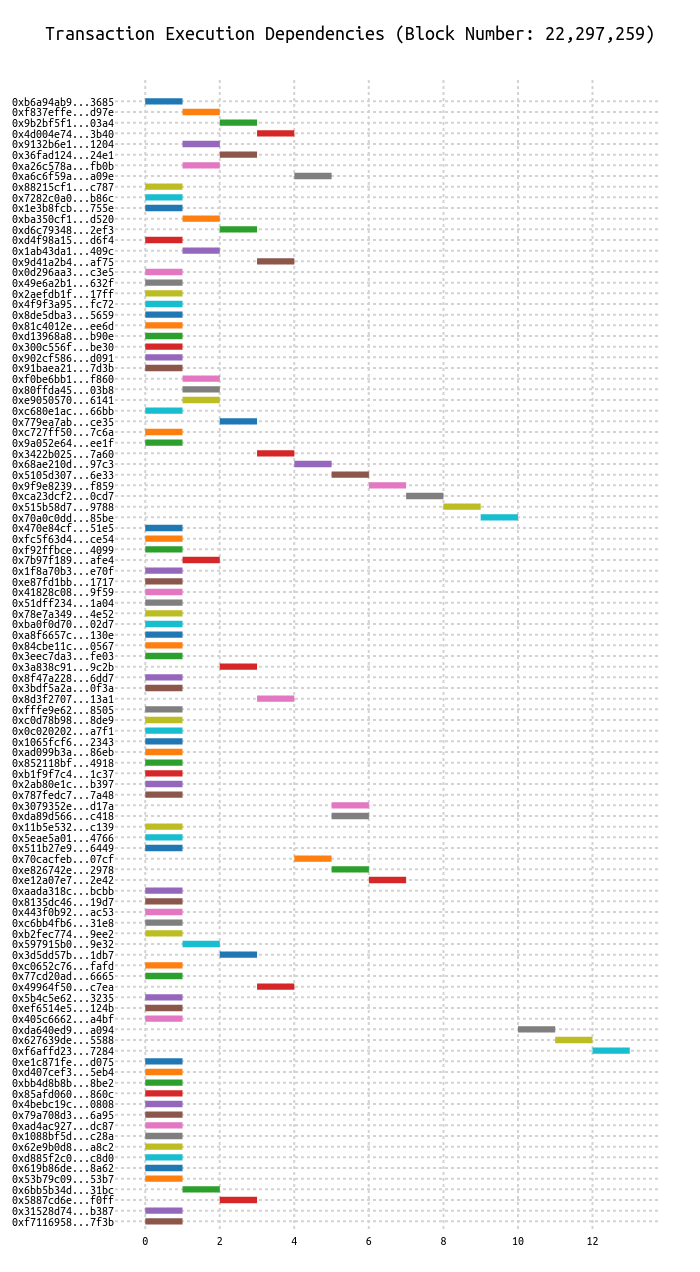 Transaction Execution Dependencies (Block Number: 22,297,259)
0xb6a94ab9...3685
0xf837effe...d97e
0x9b2bf5f1...03a4
0x4d004e74...3b40
0x9132b6e1...1204
0x36fad124...24e1
0xa26c578a...fb0b
0xa6c6f59a...a09e
0x88215cf1...c787
0x7282c0a0...b86c
0x1e3b8fcb...755e
0xba350cf1...d520
0xd6c79348...2ef3
0xd4f98a15...d6f4
0x1ab43da1...409c
0x9d41a2b4...af75
0x0d296aa3...c3e5
0x49e6a2b1...632f
0x2aefdb1f...17ff
0x4f9f3a95...fc72
0x8de5dba3...5659
0x81c4012e...ee6d
0xd13968a8...b90e
0x300c556f...be30
0x902cf586...d091
0x91baea21...7d3b
0xf0be6bb1...f860
0x80ffda45...03b8
0xe9050570...6141
0xc680e1ac...66bb
0x779ea7ab...ce35
0xc727ff50...7c6a
0x9a052e64...ee1f
0x3422b025...7a60
0x68ae210d...97c3
0x5105d307...6e33
0x9f9e8239...f859
0xca23dcf2...0cd7
0x515b58d7...9788
0x70a0c0dd...85be
0x470e84cf...51e5
0xfc5f63d4...ce54
0xf92ffbce...4099
0x7b97f189...afe4
0x1f8a70b3...e70f
0xe87fd1bb...1717
0x41828c08...9f59
0x51dff234...1a04
0x78e7a349...4e52
0xba0f0d70...02d7
0xa8f6657c...130e
0x84cbe11c...0567
0x3eec7da3...fe03
0x3a838c91...9c2b
0x8f47a228...6dd7
0x3bdf5a2a...0f3a
0x8d3f2707...13a1
0xfffe9e62...8505
0xc0d78b98...8de9
0x0c020202...a7f1
0x1065fcf6...2343
0xad099b3a...86eb
0x852118bf...4918
0xb1f9f7c4...1c37
0x2ab80e1c...b397
0x787fedc7...7a48
0x3079352e...d17a
0xda89d566...c418
0x11b5e532...c139
0x5eae5a01...4766
0x511b27e9...6449
0x70cacfeb...07cf
0xe826742e...2978
0xe12a07e7...2e42
0xaada318c...bcbb
0x8135dc46...19d7
0x443f0b92...ac53
0xc6bb4fb6...31e8
0xb2fec774...9ee2
0x597915b0...9e32
0x3d5dd57b...1db7
0xc0652c76...fafd
0x77cd20ad...6665
0x49964f50...c7ea
0x5b4c5e62...3235
0xef6514e5...124b
0x405c6662...a4bf
0xda640ed9...a094
0x627639de...5588
0xf6affd23...7284
0xe1c871fe...d075
0xd407cef3...5eb4
0xbb4d8b8b...8be2
0x85afd060...860c
0x4bebc19c...0808
0x79a708d3...6a95
0xad4ac927...dc87
0x1088bf5d...c28a
0x62e9b0d8...a8c2
0xd885f2c0...c8d0
0x619b86de...8a62
0x53b79c09...53b7
0x6bb5b34d...31bc
0x5887cd6e...f0ff
0x31528d74...b387
0xf7116958...7f3b
0 2 4 6 8 10 12